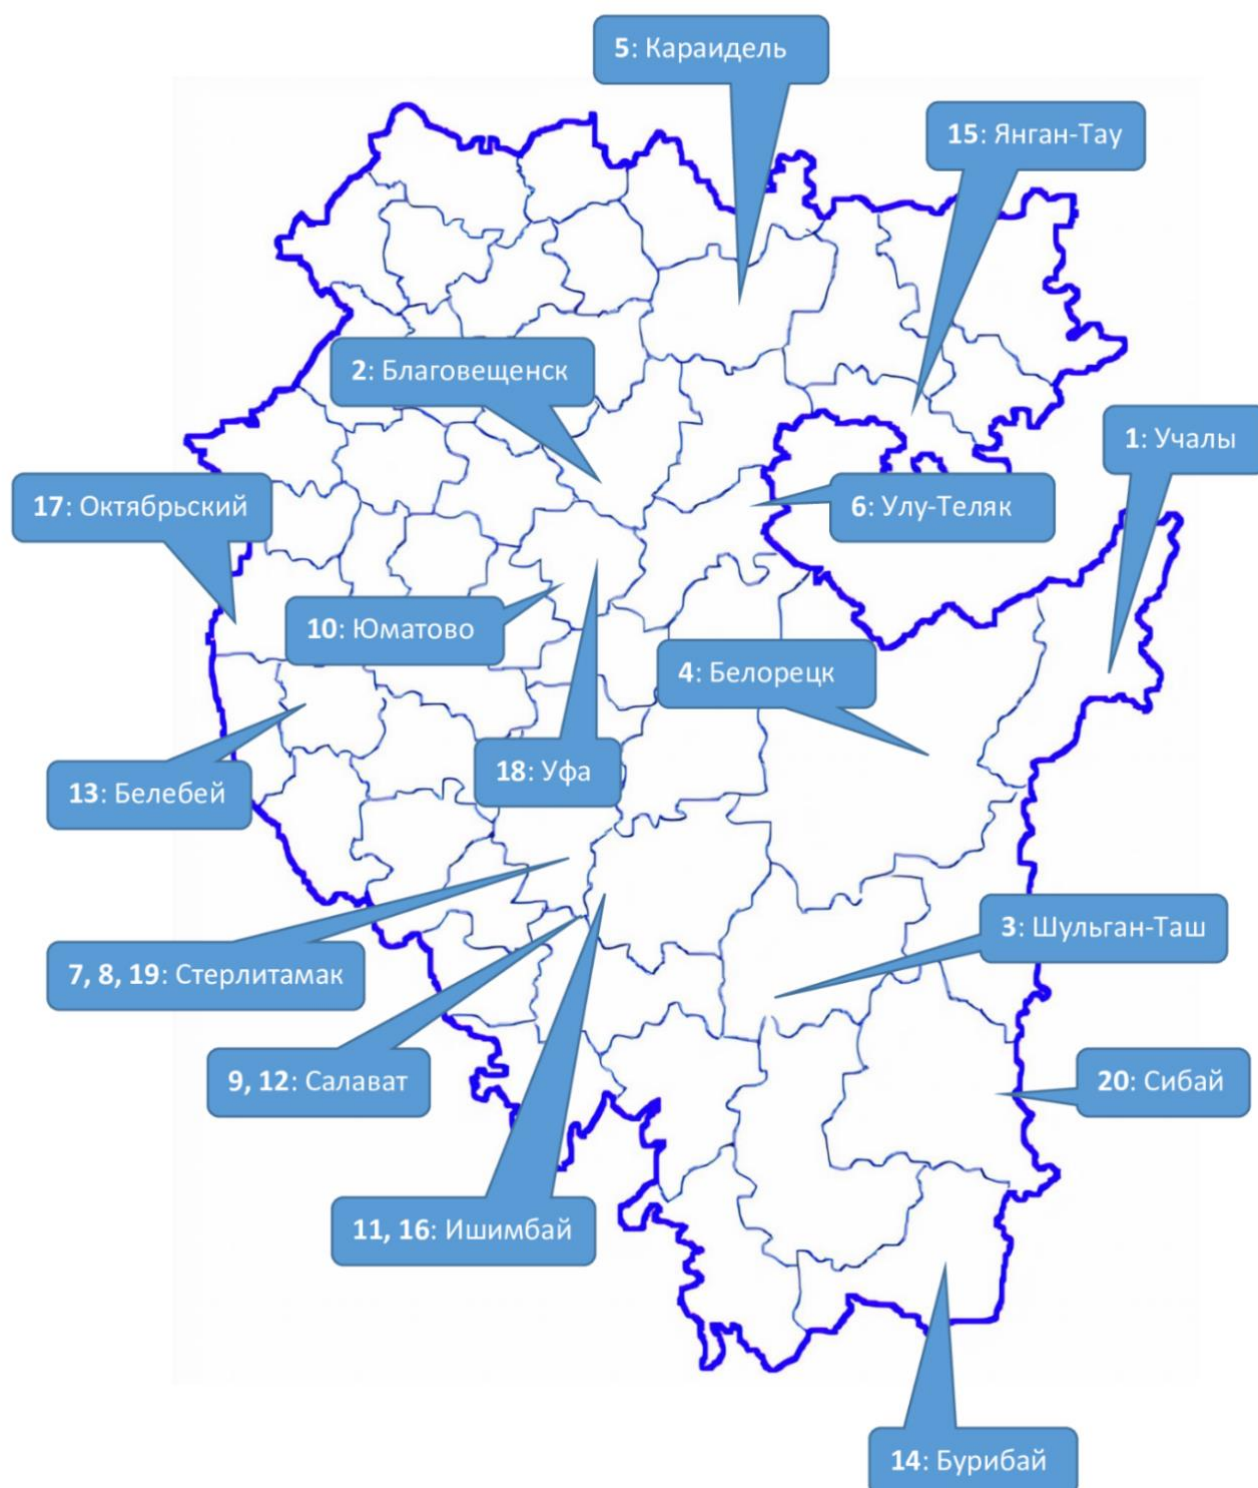 5: Караидель
15: Янган-Тау
2: Благовещенск
1: Учалы
17: Октябрьский
6: Улу-Теляк
10: Юматово
4: Белорецк
18: Уфа
13: Белебей
3: Шульган-Таш
7, 8, 19: Стерлитамак
9, 12: Салават
20: Сибай
11, 16: Ишимбай
14: Бурибай